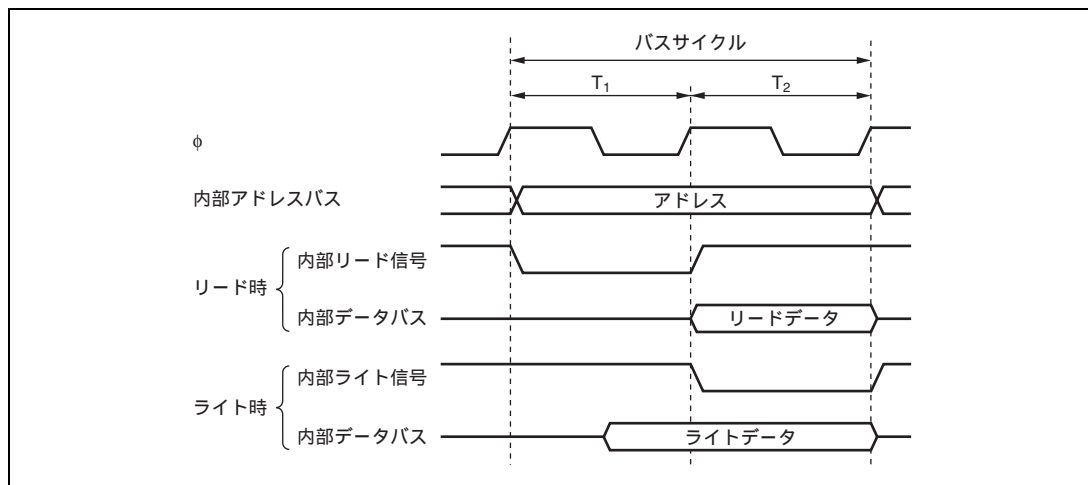 バスサイクル
T1 T2
φ
内部アドレスバス アドレス
リード時
内部リード信号
内部データバス リードデータ
ライト時
内部ライト信号
内部データバス ライトデータ